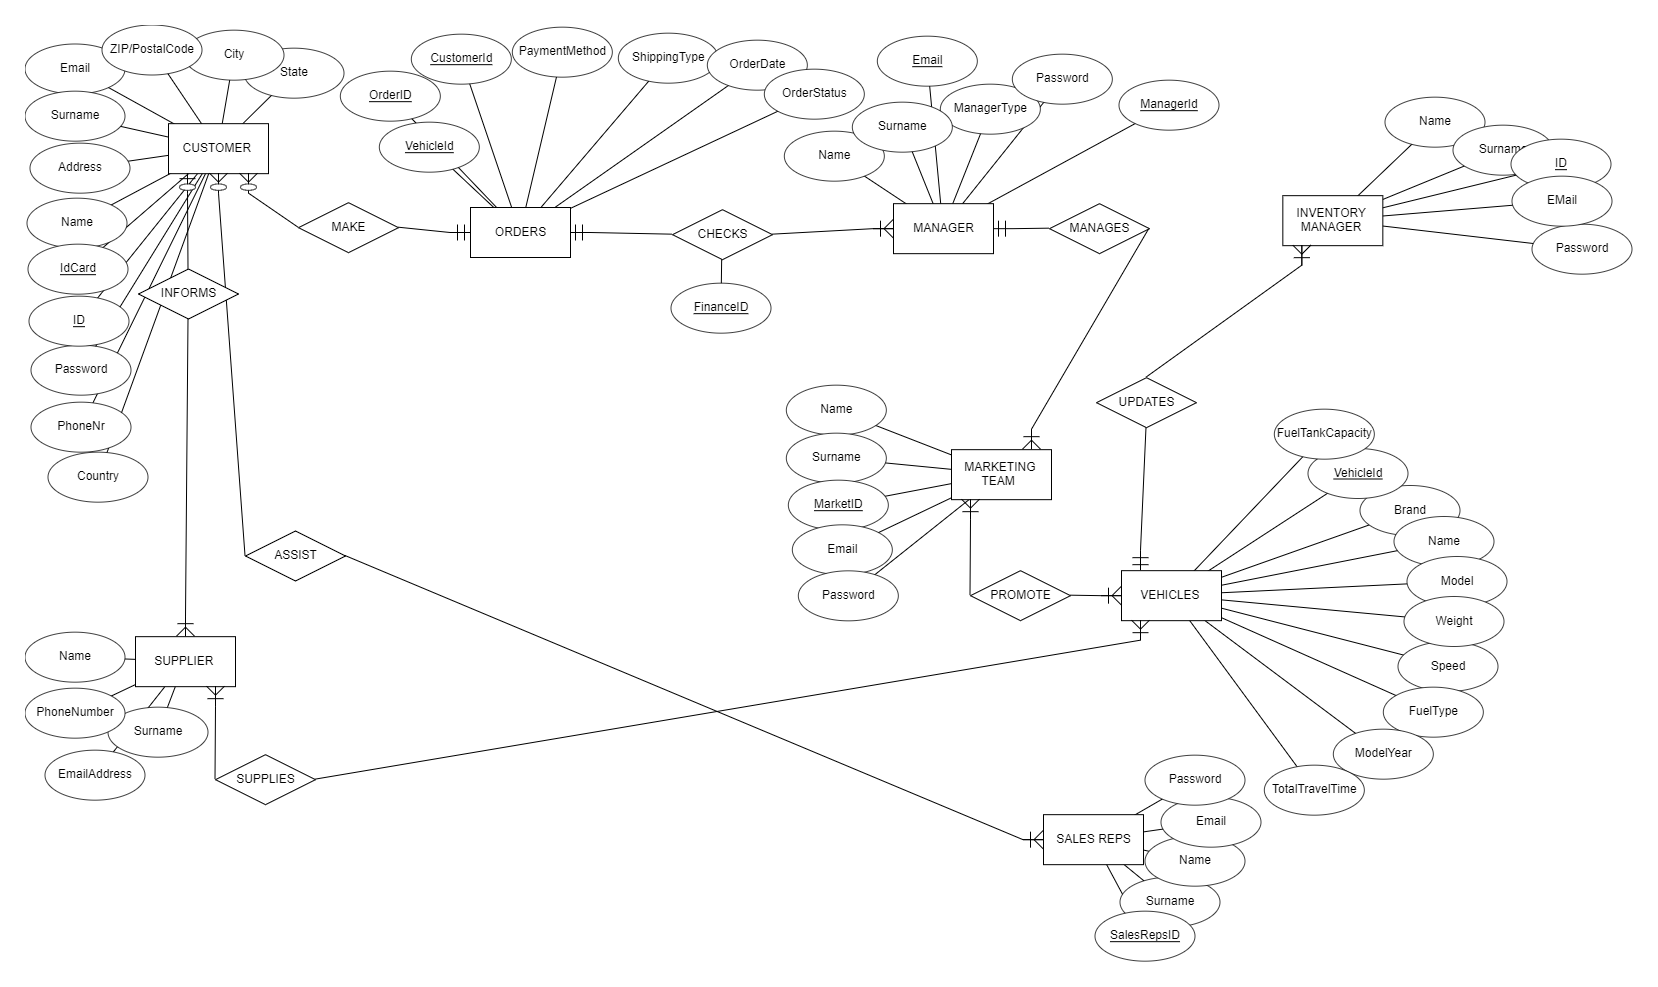 Email
ZIP/PostalCode
City
State
Surname
CUSTOMER
Address
Name
IdCard
INFORMS
ID
Password
PhoneNr
Country
MAKE
OrderID
CustomerId
PaymentMethod
ShippingType
OrderDate
OrderStatus
VehicleId
ORDERS
CHECKS
FinanceID
Email
Password
ManagerType
ManagerId
Surname
Name
MANAGER
MANAGES
Name
Surname
ID
EMail
Password
INVENTORY
MANAGER
UPDATES
Name
Surname
MarketID
Email
Password
MARKETING
TEAM
PROMOTE
FuelTankCapacity
VehicleId
Brand
Name
Model
Weight
Speed
FuelType
ModelYear
TotalTravelTime
VEHICLES
ASSIST
Name
SUPPLIER
PhoneNumber
Surname
EmailAddress
SUPPLIES
Password
Email
SALES REPS
Name
Surname
SalesRepsID